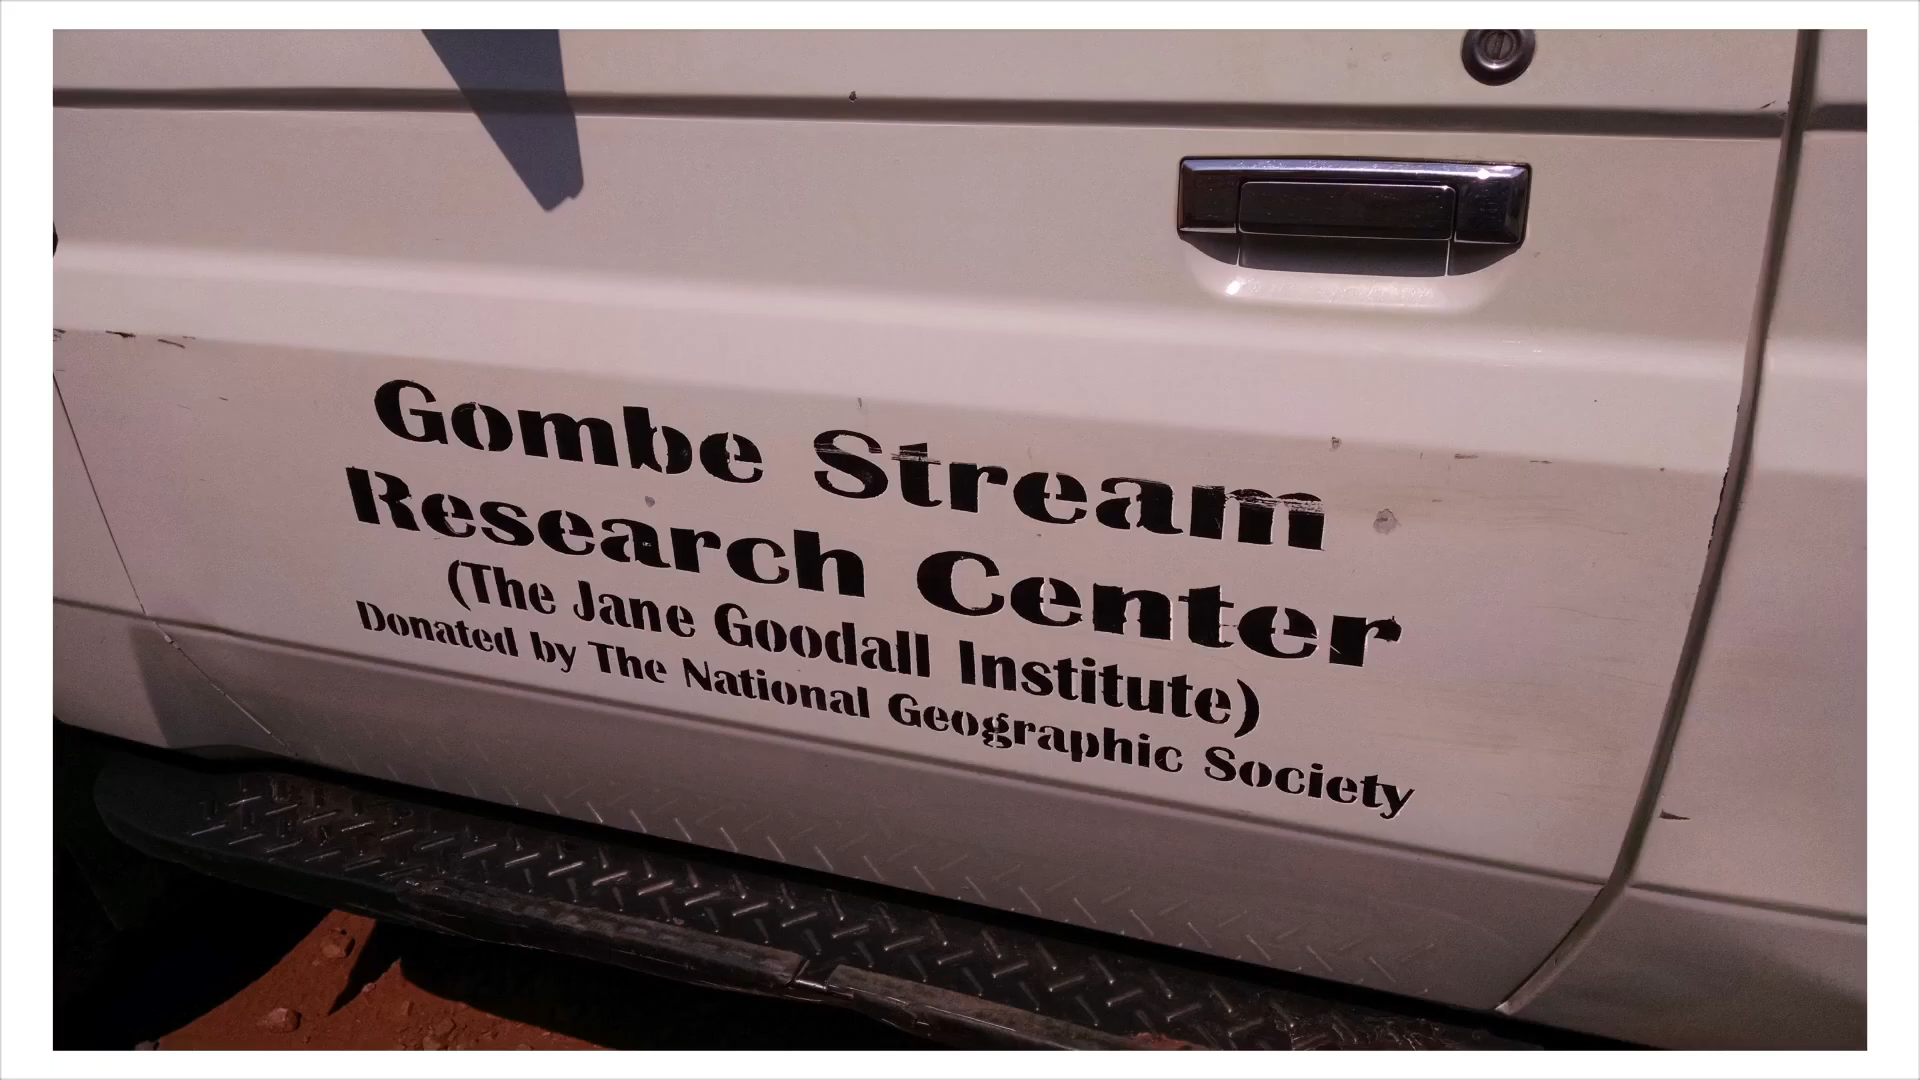 Gombe Stream
Research Center
(The Jane Goodall Institute)
Donated by The National Geographic Society